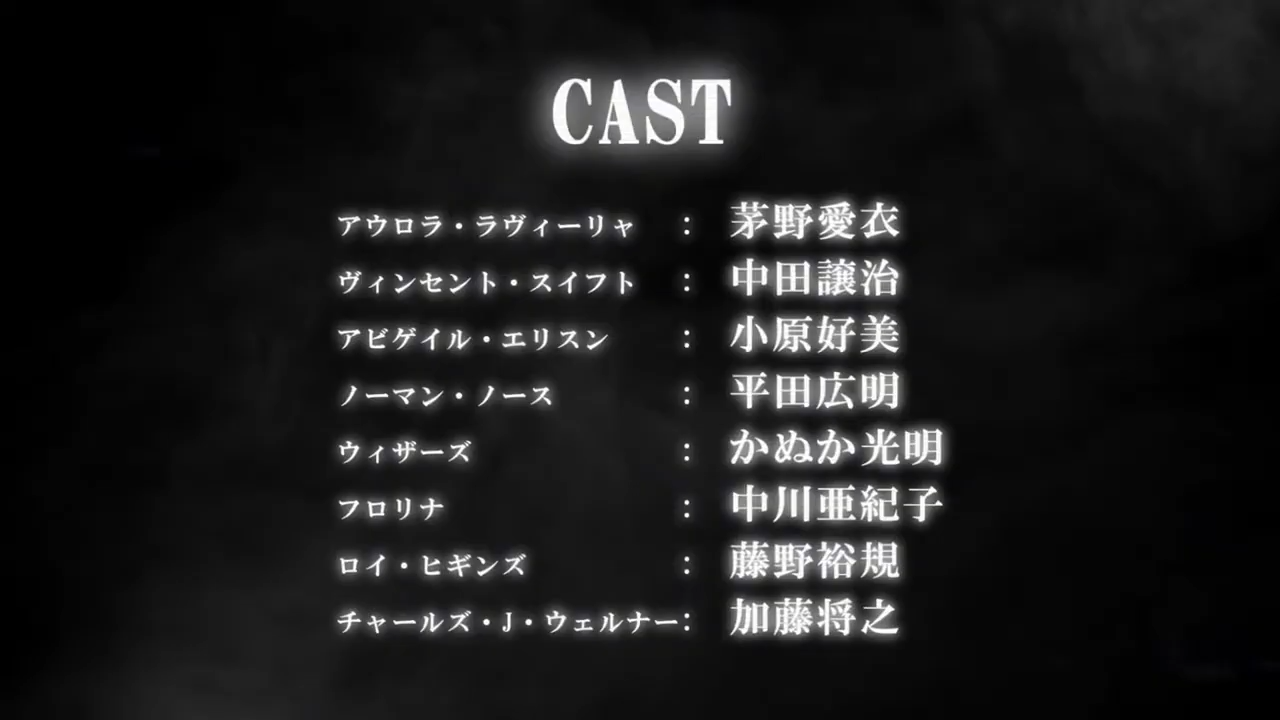 CAST
アウロラ・ラヴィーリャ : 茅野愛衣
ヴィンセント・スイフト : 中田譲治
アビゲイル・エリスン : 小原好美
ノーマン・ノース : 平田広明
ウィザーズ : かぬか光明
フロリナ : 中川亜紀子
ロイ・ヒギンズ : 藤野裕規
チャールズ・J・ウェルナー: 加藤将之